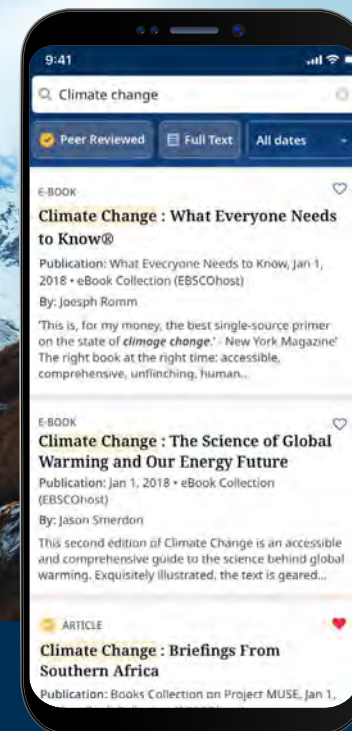 9:41
Climate change
Peer Reviewed
Full Text
All dates
E-BOOK
Climate Change : What Everyone Needs
to Know®
Publication: What Evecryone Needs to Know, Jan 1,
2018 • eBook Collection (EBSCOhost)
By: Joesph Romm
'This is, for my money, the best single-source primer
on the state of climage change.' - New York Magazine'
The right book at the right time: accessible,
comprehensive, unflinching, human...
E-BOOK
Climate Change : The Science of Global
Warming and Our Energy Future
Publication: Jan 1, 2018 • eBook Collection
(EBSCOhost)
By: Jason Smerdon
This second edition of Climate Change is an accessible
and comprehensive guide to the science behind global
warming. Exquisitely illustrated, the text is geared...
ARTICLE
Climate Change : Briefings From
Southern Africa
Publication: Books Collection on Project MUSE, Jan 1,